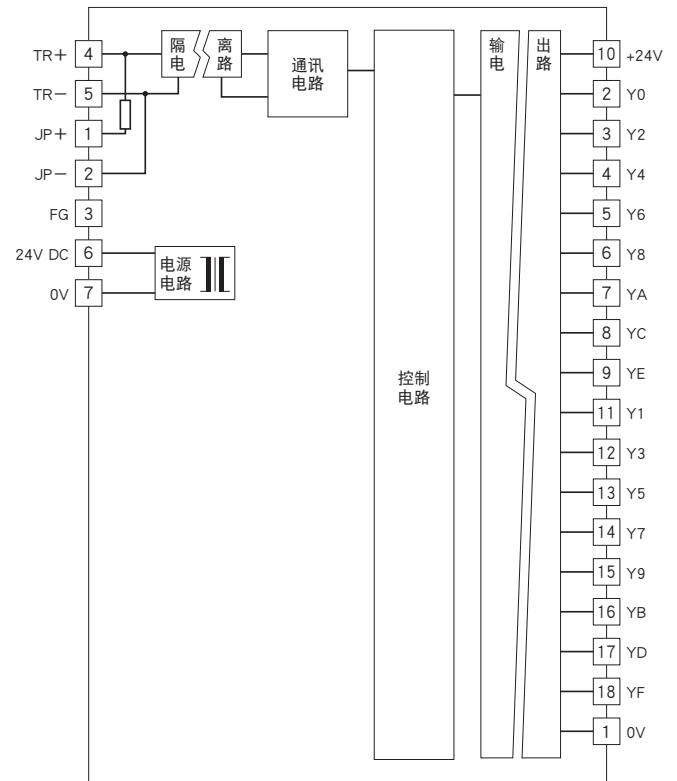 TR+ 4
TR− 5
JP+ 1
JP− 2
FG 3
24V DC 6
0V 7
隔 离
电 路
通讯
电路
电源
电路
控制
电路
输 出
电 路
10 +24V
2 Y0
3 Y2
4 Y4
5 Y6
6 Y8
7 YA
8 YC
9 YE
11 Y1
12 Y3
13 Y5
14 Y7
15 Y9
16 YB
17 YD
18 YF
1 0V